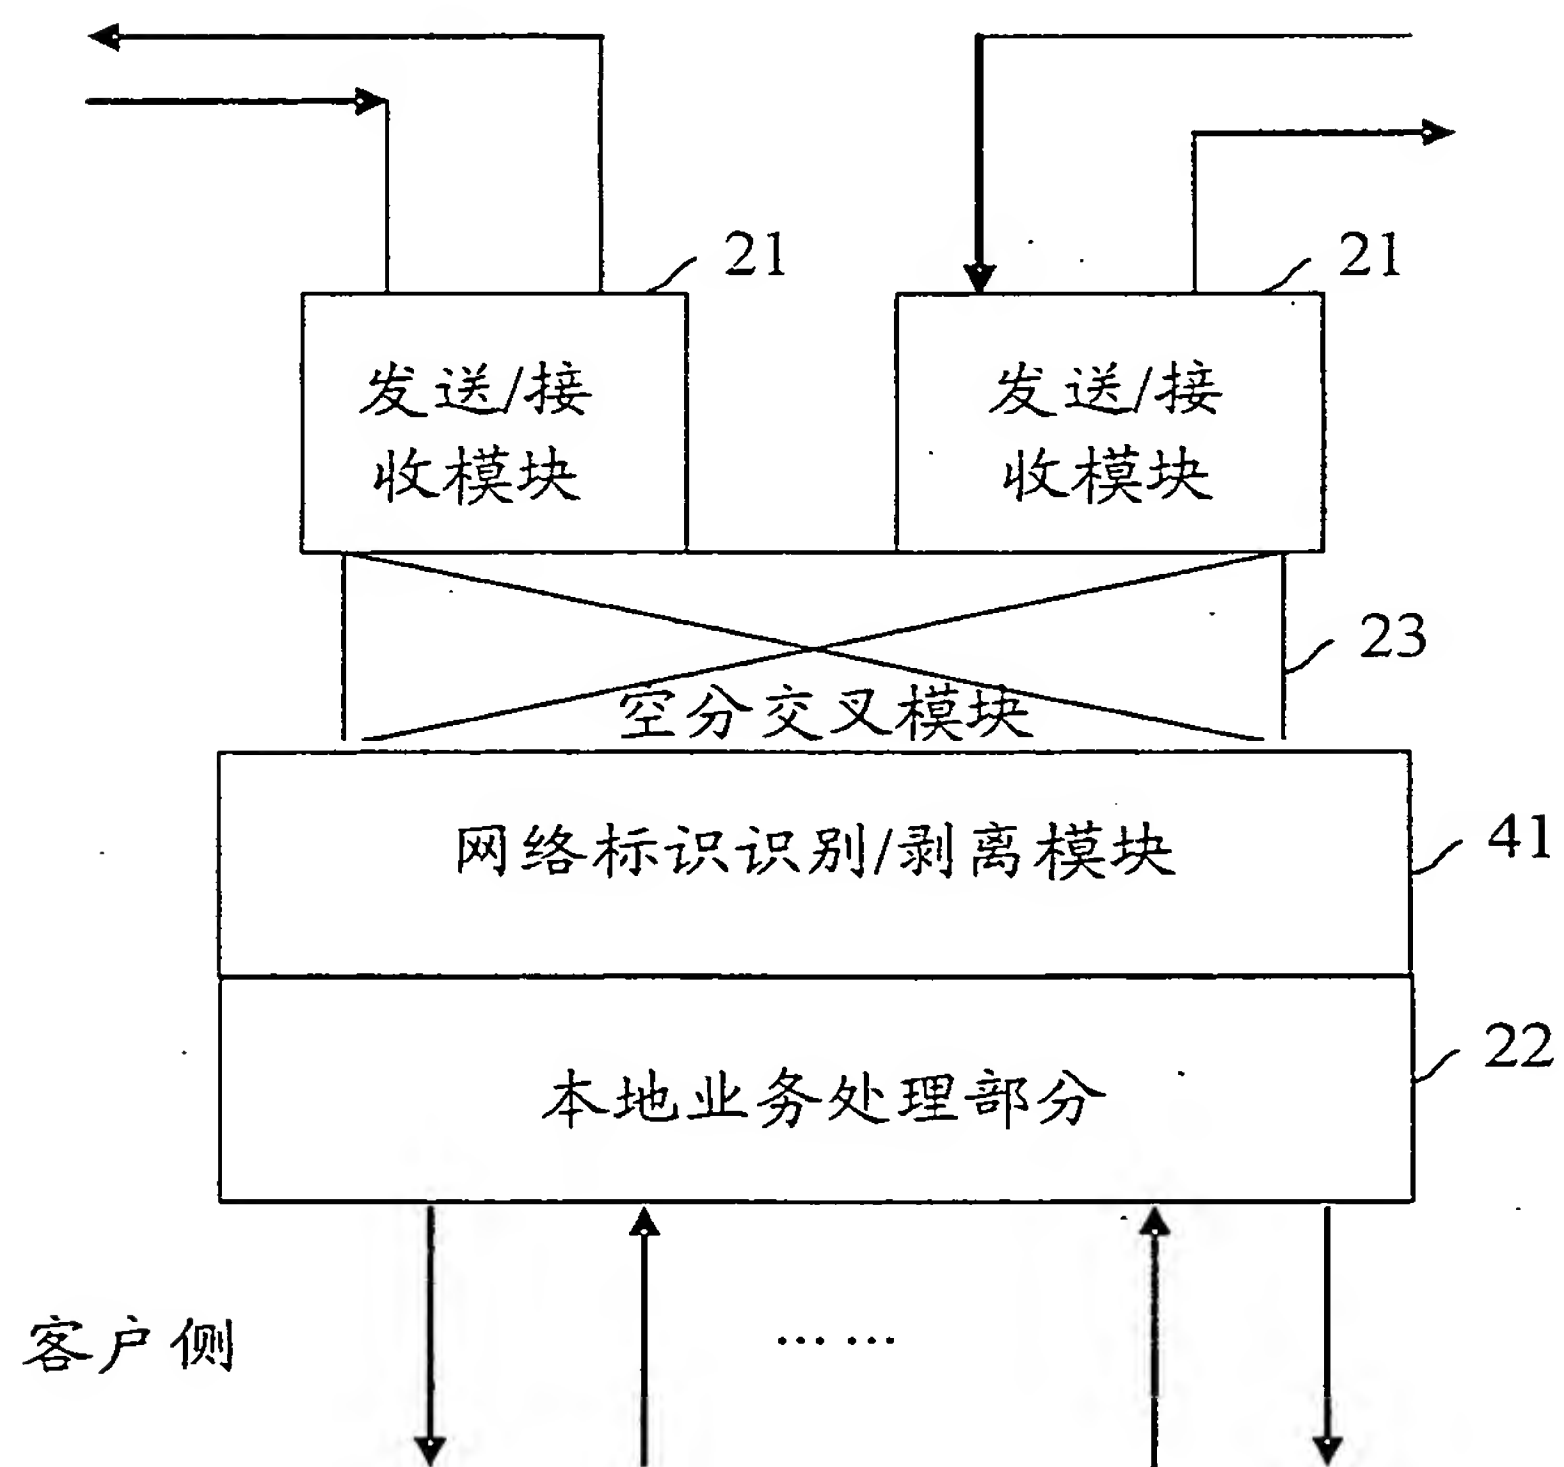 21
21
发送/接
收模块
发送/接
收模块
23
空分交叉模块
网络标识识别/剥离模块
41
本地业务处理部分
22
客户侧
……